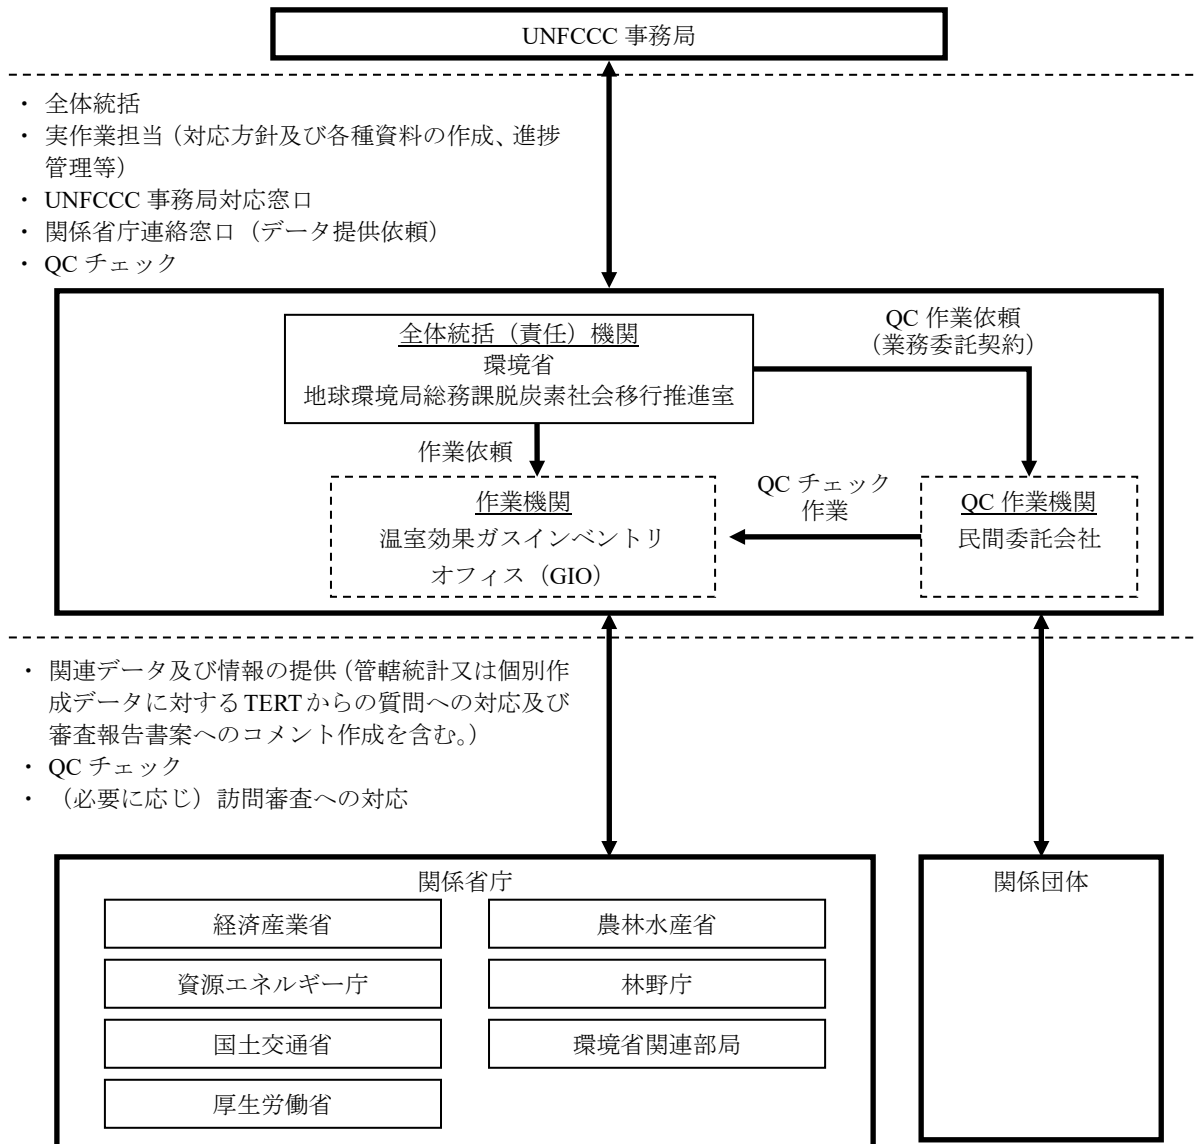 UNFCCC 事務局
・ 全体統括
・ 実作業担当（対応方針及び各種資料の作成、進捗
管理等）
・ UNFCCC 事務局対応窓口
・ 関係省庁連絡窓口（データ提供依頼）
・ QC チェック
全体統括（責任）機関
環境省
地球環境局総務課脱炭素社会移行推進室
QC 作業依頼
（業務委託契約）
作業依頼
作業機関
温室効果ガスインベントリ
オフィス（GIO）
QC チェック
作業
QC 作業機関
民間委託会社
・ 関連データ及び情報の提供（管轄統計又は個別作
成データに対する TERT からの質問への対応及び
審査報告書案へのコメント作成を含む。）
・ QC チェック
・ （必要に応じ）訪問審査への対応
関係省庁
経済産業省
農林水産省
資源エネルギー庁
林野庁
国土交通省
環境省関連部局
厚生労働省
関係団体